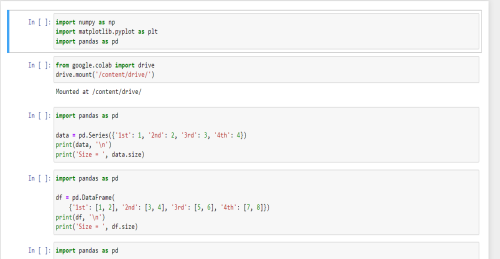 In [ ]: import numpy as np
import matplotlib.pyplot as plt
import pandas as pd
In [ ]: from google.colab import drive
drive.mount('/content/drive/')
Mounted at /content/drive/
In [ ]: import pandas as pd
data = pd.Series({'1st': 1, '2nd': 2, '3rd': 3, '4th': 4})
print(data, '\n')
print('Size = ', data.size)
In [ ]: import pandas as pd
df = pd.DataFrame(
{'1st': [1, 2], '2nd': [3, 4], '3rd': [5, 6], '4th': [7, 8]})
print(df, '\n')
print('Size = ', df.size)
In [ ]: import pandas as pd